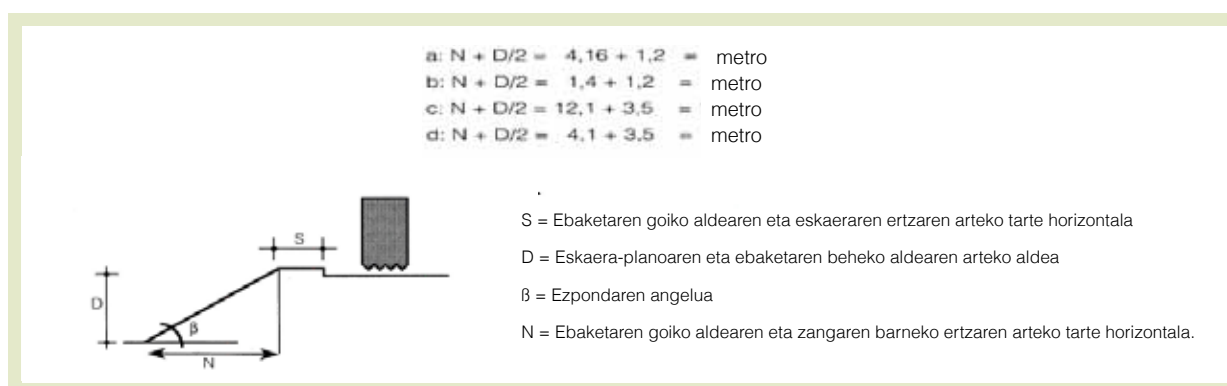 a: N + D/2 = 4,16 + 1,2 = metro
b: N + D/2 = 1,4 + 1,2 = metro
c: N + D/2 = 12,1 + 3,5 = metro
d: N + D/2 = 4,1 + 3,5 = metro
S = Ebaketaren goiko aldearen eta eskaeraren ertzaren arteko tarte horizontala
D = Eskaera-planoaren eta ebaketaren beheko aldearen arteko aldea
ß = Ezpondaren angelua
N = Ebaketaren goiko aldearen eta zangaren barneko ertzaren arteko tarte horizontala.
S
D
β
N